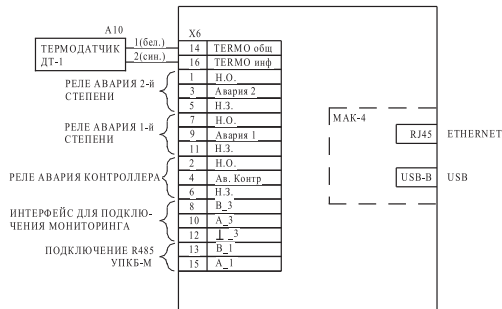 A10
1(бел.)
2(син.)
ТЕРМОДАТЧИК
ДТ-1
X6
14 TERMO общ
16 TERMO инф
РЕЛЕ АВАРИЯ 2-й
СТЕПЕНИ
1 Н.О.
3 Авария 2
5 Н.З.
РЕЛЕ АВАРИЯ 1-й
СТЕПЕНИ
7 Н.О.
9 Авария 1
11 Н.З.
РЕЛЕ АВАРИЯ КОНТРОЛЛЕРА
2 Н.О.
4 Ав. Контр
6 Н.З.
ИНТЕРФЕЙС ДЛЯ ПОДКЛЮ-
ЧЕНИЯ МОНИТОРИНГА
8 B_3
10 A_3
12 ⊥_3
ПОДКЛЮЧЕНИЕ R485
УПКБ-М
13 B_1
15 A_1
МАК-4
RJ45 ETHERNET
USB-B USB